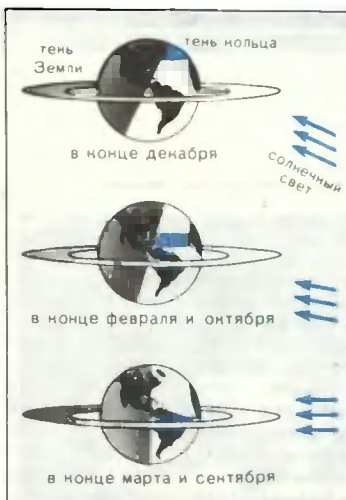 тень
Земли
тень кольца
в конце декабря
солнечный
свет
в конце февраля и октября
в конце марта и сентября